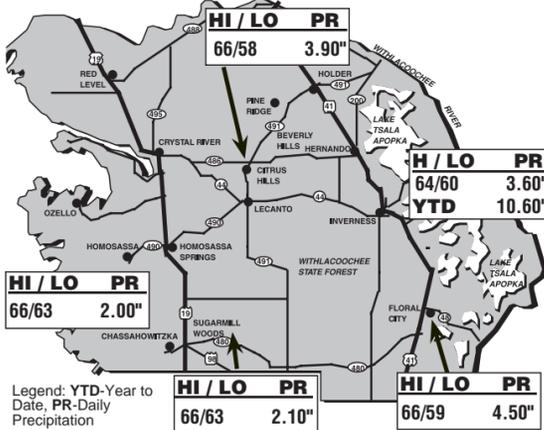 HI / LO PR
66/58 3.90"
488
19
RED
LEVEL
HOLDER
WITHLACOOCHEE
RIVER
491
PINE
RIDGE
41
200
495
491
BEVERLY
HILLS
LAKE
TSALA
APOPKA
CRYSTAL RIVER
HERNANDO
486
H I / LO PR
64/60 3.60"
YTD 10.60"
CITRUS
HILLS
44
44
OZELLO
LECANTO
INVERNESS
490
HOMOSASSA
490
HOMOSASSA
SPRINGS
491
WITHLACOOCHEE
STATE FOREST
LAKE
TSALA
APOPKA
HI / LO PR
66/63 2.00"
19
FLORAL
CITY
48
SUGARMILL
WOODS
CHASSAHOWITZKA
480
98
480
41
Legend: YTD-Year to
Date, PR-Daily
Precipitation
HI / LO PR
66/63 2.10"
HI / LO PR
66/59 4.50"